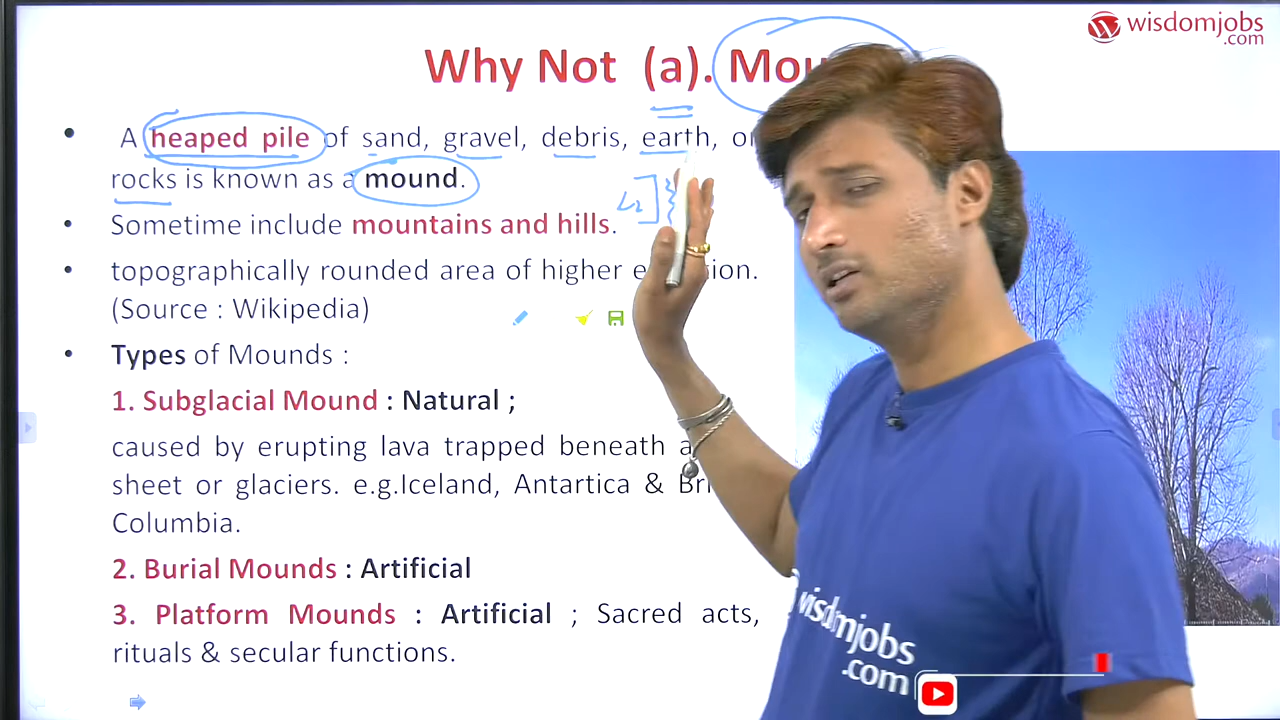 wisdomjobs
.com
Why Not (a). Mou
• A heaped pile of sand, gravel, debris, earth, or
rocks is known as a mound.
• Sometime include mountains and hills.
• topographically rounded area of higher
(Source : Wikipedia)
• Types of Mounds :
1. Subglacial Mound : Natural ;
caused by erupting lava trapped beneath a
sheet or glaciers. e.g.Iceland, Antartica & Bri
Columbia.
2. Burial Mounds : Artificial
3. Platform Mounds : Artificial ; Sacred acts,
rituals & secular functions.
wisdomjobs
.com